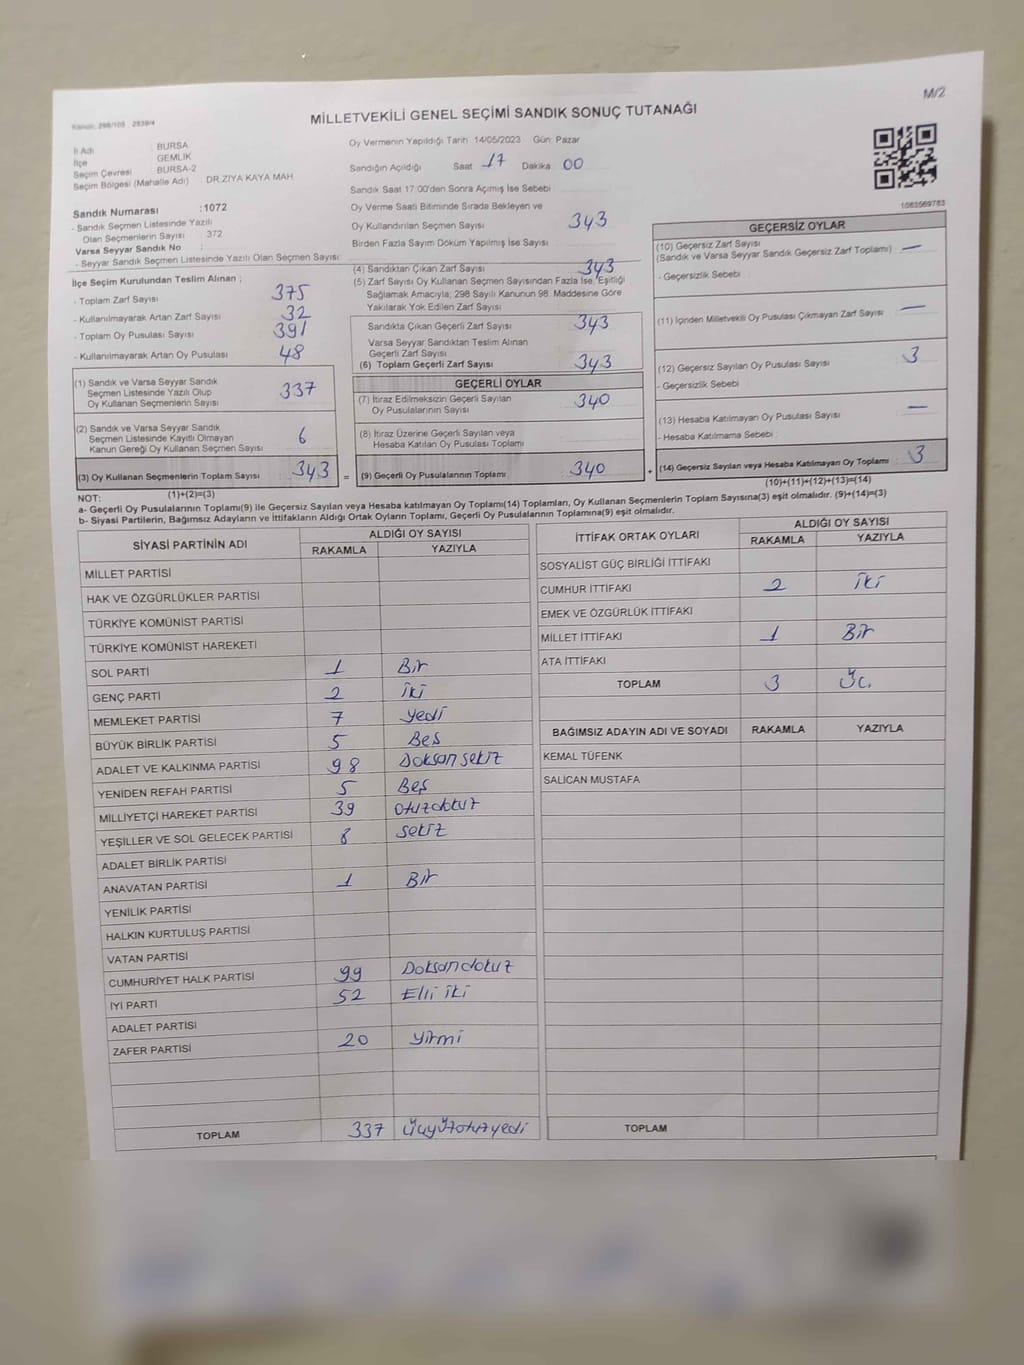 M/2
MİLLETVEKİLİ GENEL SEÇİMİ SANDIK SONUÇ TUTANAĞI
Kanun: 298/105 , 2839/4
İl Adı BURSA
İlçe GEMLİK
Seçim Çevresi BURSA-2
Seçim Bölgesi (Mahalle Adı) DR.ZIYA KAYA MAH
Sandık Numarası :1072
- Sandık Seçmen Listesinde Yazılı
Olan Seçmenlerin Sayısı 372
Varsa Seyyar Sandık No :
- Seyyar Sandık Seçmen Listesinde Yazılı Olan Seçmen Sayısı:
Oy Vermenin Yapıldığı Tarih 14/05/2023 Gün: Pazar
Sandığın Açıldığı Saat 17 Dakika 00
Sandık Saat 17:00'den Sonra Açımış İse Sebebi
Oy Verme Saati Bitiminde Sırada Bekleyen ve
Oy Kullandırılan Seçmen Sayısı 343
Birden Fazla Sayım Döküm Yapılmış İse Sayısı
1083569783
İlçe Seçim Kurulundan Teslim Alınan ;
- Toplam Zarf Sayısı 375
- Kullanılmayarak Artan Zarf Sayısı 32
- Toplam Oy Pusulası Sayısı 391
- Kullanılmayarak Artan Oy Pusulası 48
(1) Sandık ve Varsa Seyyar Sandık
Seçmen Listesinde Yazılı Olup
Oy Kullanan Seçmenlerin Sayısı 337
(2) Sandık ve Varsa Seyyar Sandık
Seçmen Listesinde Kayıtlı Olmayan
Kanun Gereği Oy Kullanan Seçmen Sayısı 6
(3) Oy Kullanan Seçmenlerin Toplam Sayısı 343 =
(1)+(2)=(3)
(4) Sandıktan Çıkan Zarf Sayısı 343
(5) Zarf Sayısı Oy Kullanan Seçmen Sayısından Fazla İse, Eşitliği
Sağlamak Amacıyla; 298 Sayılı Kanunun 98. Maddesine Göre
Yakılarak Yok Edilen Zarf Sayısı
Sandıkta Çıkan Geçerli Zarf Sayısı 343
Varsa Seyyar Sandıktan Teslim Alınan
Geçerli Zarf Sayısı
(6) Toplam Geçerli Zarf Sayısı 343
GEÇERLİ OYLAR
(7) İtiraz Edilmeksizin Geçerli Sayılan
Oy Pusulalarının Sayısı 340
(8) İtiraz Üzerine Geçerli Sayılan veya
Hesaba Katılan Oy Pusulası Toplamı
(9) Geçerli Oy Pusulalarının Toplamı 340 +
GEÇERSİZ OYLAR
(10) Geçersiz Zarf Sayısı
(Sandık ve Varsa Seyyar Sandık Geçersiz Zarf Toplamı) : —
- Geçersizlik Sebebi
(11) İçinden Milletvekili Oy Pusulası Çıkmayan Zarf Sayısı —
(12) Geçersiz Sayılan Oy Pusulası Sayısı 3
- Geçersizlik Sebebi
(13) Hesaba Katılmayan Oy Pusulası Sayısı —
- Hesaba Katılmama Sebebi :
(14) Geçersiz Sayılan veya Hesaba Katılmayan Oy Toplamı : 3
(10)+(11)+(12)+(13)=(14)
NOT:
a- Geçerli Oy Pusulalarının Toplamı(9) ile Geçersiz Sayılan veya Hesaba katılmayan Oy Toplamı(14) Toplamları, Oy Kullanan Seçmenlerin Toplam Sayısına(3) eşit olmalıdır. (9)+(14)=(3)
b- Siyasi Partilerin, Bağımsız Adayların ve İttifakların Aldığı Ortak Oyların Toplamı, Geçerli Oy Pusulalarının Toplamına(9) eşit olmalıdır.
SİYASİ PARTİNİN ADI ALDIĞI OY SAYISI
RAKAMLA YAZIYLA
MİLLET PARTİSİ
HAK VE ÖZGÜRLÜKLER PARTİSİ
TÜRKİYE KOMÜNİST PARTİSİ
TÜRKİYE KOMÜNİST HAREKETİ
SOL PARTİ 1 Bir
GENÇ PARTİ 2 iki
MEMLEKET PARTİSİ 7 yedi
BÜYÜK BİRLİK PARTİSİ 5 Beş
ADALET VE KALKINMA PARTİSİ 98 Doksan sekiz
YENİDEN REFAH PARTİSİ 5 Beş
MİLLİYETÇİ HAREKET PARTİSİ 39 otuzdokuz
YEŞİLLER VE SOL GELECEK PARTİSİ 8 sekiz
ADALET BİRLİK PARTİSİ
ANAVATAN PARTİSİ 1 Bir
YENİLİK PARTİSİ
HALKIN KURTULUŞ PARTİSİ
VATAN PARTİSİ
CUMHURİYET HALK PARTİSİ 99 Doksandokuz
İYİ PARTİ 52 Elli iki
ADALET PARTİSİ
ZAFER PARTİSİ 20 yirmi
TOPLAM 337 üçyüzotuzyedi
İTTİFAK ORTAK OYLARI ALDIĞI OY SAYISI
RAKAMLA YAZIYLA
SOSYALİST GÜÇ BİRLİĞİ İTTİFAKI
CUMHUR İTTİFAKI 2 iki
EMEK VE ÖZGÜRLÜK İTTİFAKI
MİLLET İTTİFAKI 1 Bir
ATA İTTİFAKI
TOPLAM 3 Üç.
BAĞIMSIZ ADAYIN ADI VE SOYADI RAKAMLA YAZIYLA
KEMAL TÜFENK
SALİCAN MUSTAFA
TOPLAM